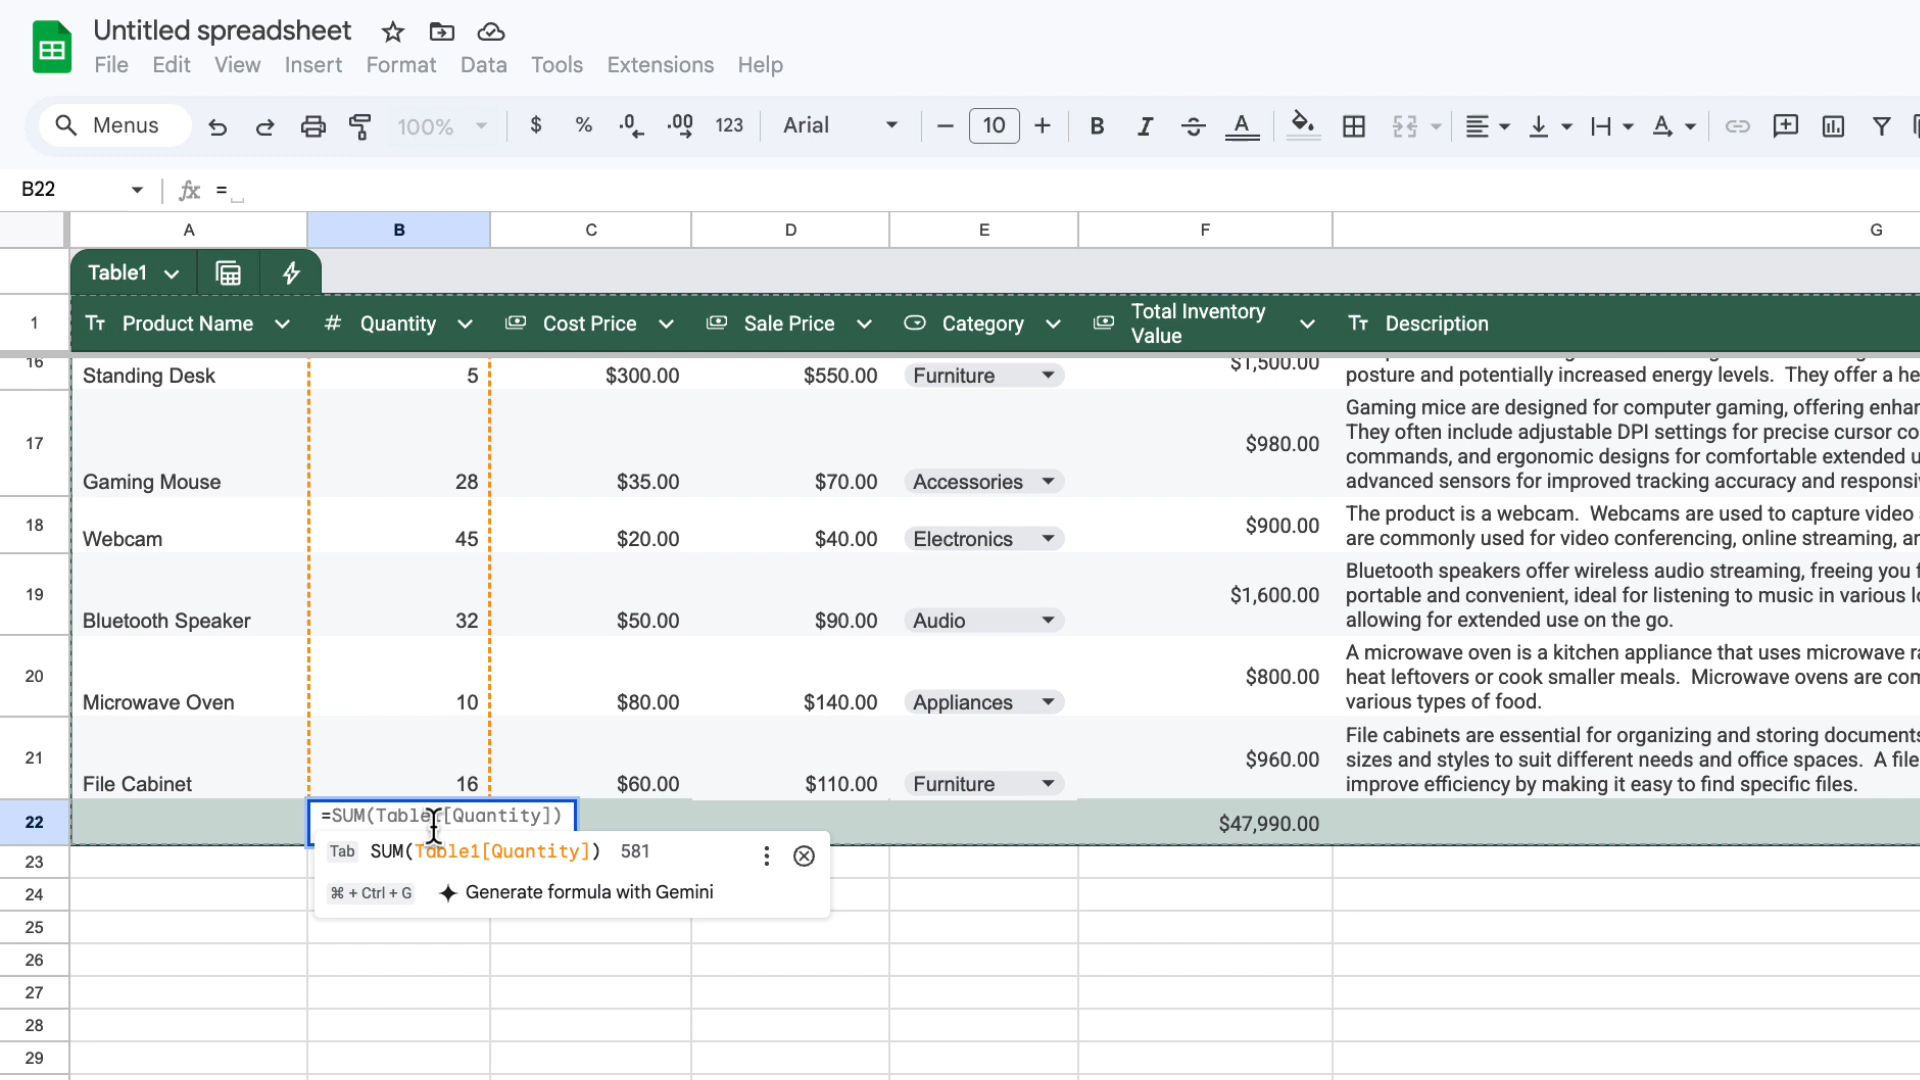 Untitled spreadsheet
File Edit View Insert Format Data Tools Extensions Help
Menus 100% $ % .0 .00 123 Arial 10 B I S A
B22 fx =
A B C D E F G
Table1
1 Tт Product Name # Quantity Cost Price Sale Price Category Total Inventory Value Tт Description
16 Standing Desk 5 $300.00 $550.00 Furniture $1,500.00
posture and potentially increased energy levels. They offer a he
17 Gaming Mouse 28 $35.00 $70.00 Accessories $980.00
Gaming mice are designed for computer gaming, offering enhar
They often include adjustable DPI settings for precise cursor co
commands, and ergonomic designs for comfortable extended u
advanced sensors for improved tracking accuracy and responsiv
18 Webcam 45 $20.00 $40.00 Electronics $900.00
The product is a webcam. Webcams are used to capture video
are commonly used for video conferencing, online streaming, ar
19 Bluetooth Speaker 32 $50.00 $90.00 Audio $1,600.00
Bluetooth speakers offer wireless audio streaming, freeing you f
portable and convenient, ideal for listening to music in various lo
allowing for extended use on the go.
20 Microwave Oven 10 $80.00 $140.00 Appliances $800.00
A microwave oven is a kitchen appliance that uses microwave ra
heat leftovers or cook smaller meals. Microwave ovens are con
various types of food.
21 File Cabinet 16 $60.00 $110.00 Furniture $960.00
File cabinets are essential for organizing and storing documents
sizes and styles to suit different needs and office spaces. A file
improve efficiency by making it easy to find specific files.
22 =SUM(Table1[Quantity]) $47,990.00
Tab SUM(Table1[Quantity]) 581
⌘ + Ctrl + G Generate formula with Gemini
23
24
25
26
27
28
29